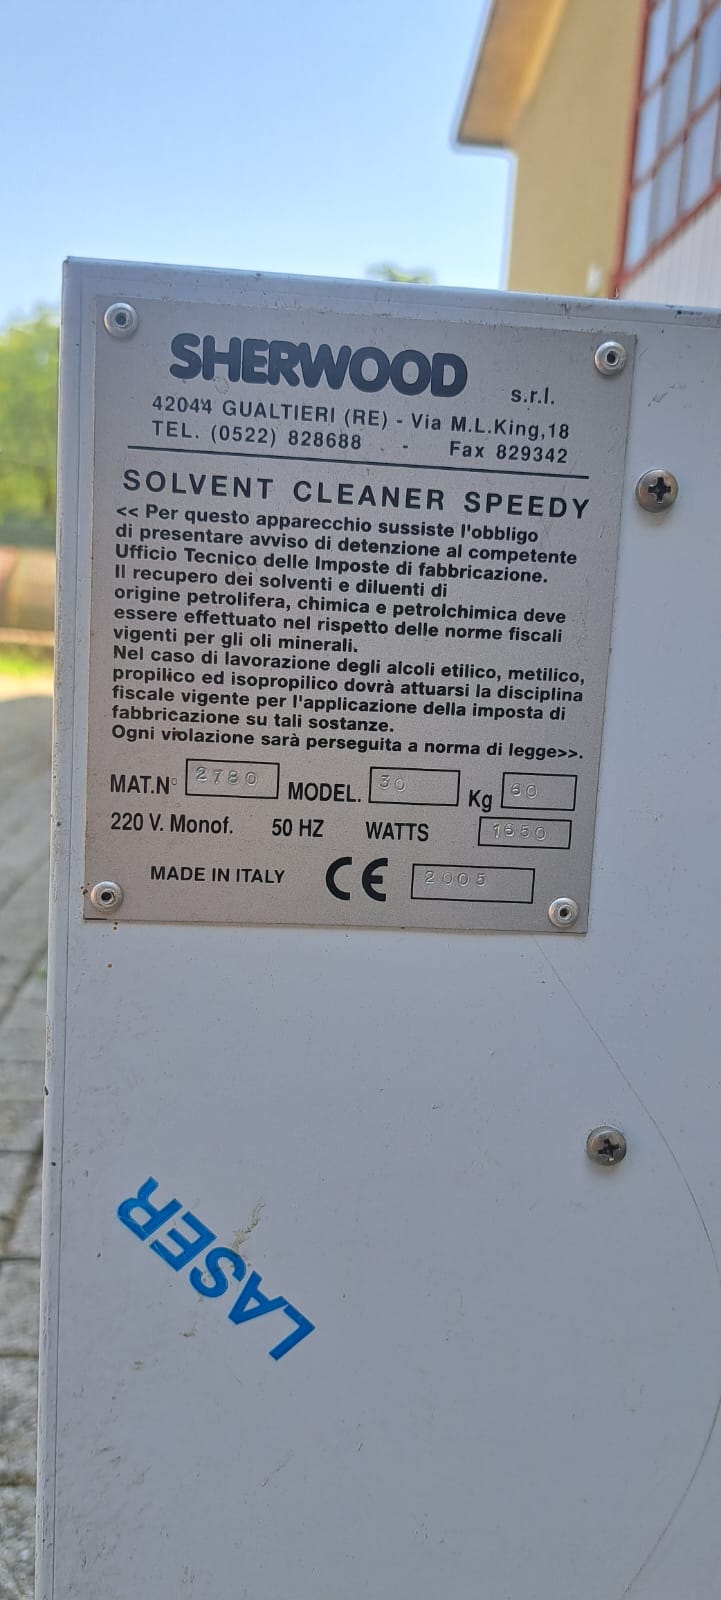 SHERWOOD s.r.l.
42044 GUALTIERI (RE) - Via M.L.King,18
TEL. (0522) 828688 - Fax 829342
SOLVENT CLEANER SPEEDY
<< Per questo apparecchio sussiste l'obbligo
di presentare avviso di detenzione al competente
Ufficio Tecnico delle Imposte di fabbricazione.
Il recupero dei solventi e diluenti di
origine petrolifera, chimica e petrolchimica deve
essere effettuato nel rispetto delle norme fiscali
vigenti per gli oli minerali.
Nel caso di lavorazione degli alcoli etilico, metilico,
propilico ed isopropilico dovrà attuarsi la disciplina
fiscale vigente per l'applicazione della imposta di
fabbricazione su tali sostanze.
Ogni violazione sarà perseguita a norma di legge>>.
MAT.N° 2780 MODEL. 30 Kg 60
220 V. Monof. 50 HZ WATTS 1650
MADE IN ITALY CE 2005
LASER